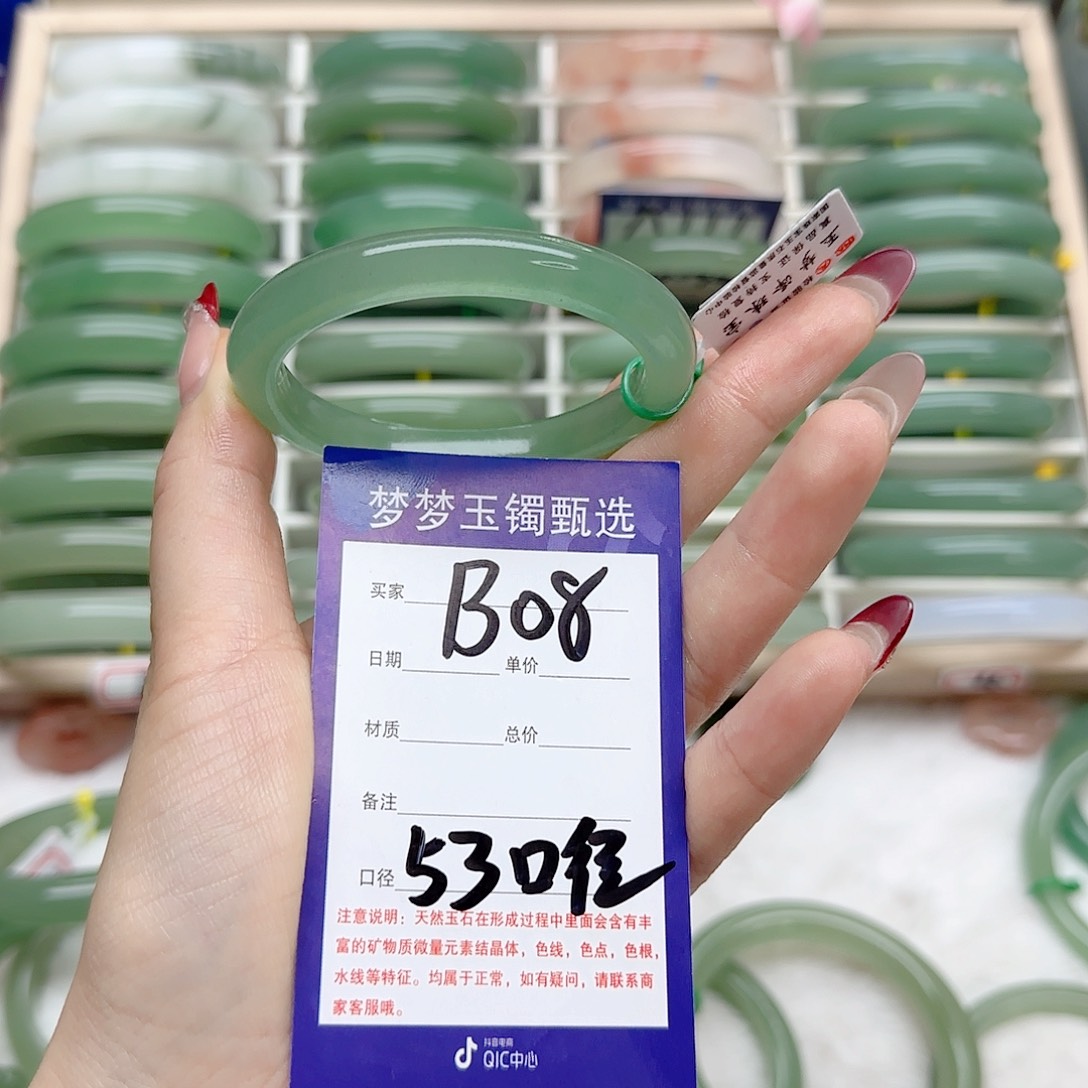 梦梦玉镯甄选
买家 B08
日期 单价
材质 总价
备注
口径 53口径
注意说明：天然玉石在形成过程中里面会含有丰
富的矿物质微量元素结晶体，色线，色点，色根，
水线等特征。均属于正常，如有疑问，请联系商
家客服哦。
抖音电商
QIC中心